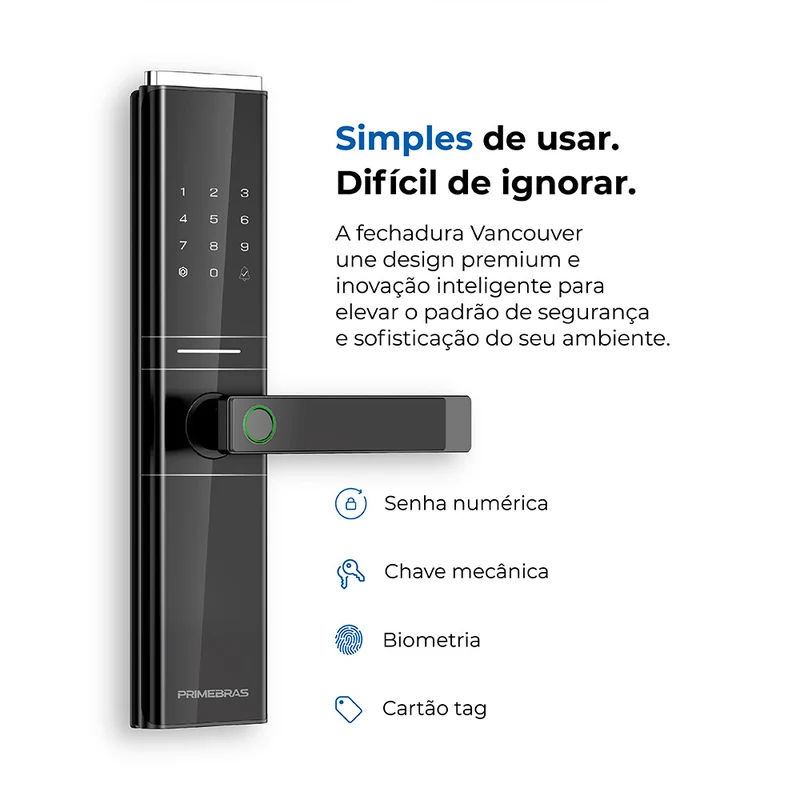 Simples de usar.
Difícil de ignorar.
A fechadura Vancouver
une design premium e
inovação inteligente para
elevar o padrão de segurança
e sofisticação do seu ambiente.
1 2 3
4 5 6
7 8 9
0
Senha numérica
Chave mecânica
Biometria
Cartão tag
PRIMEBRAS